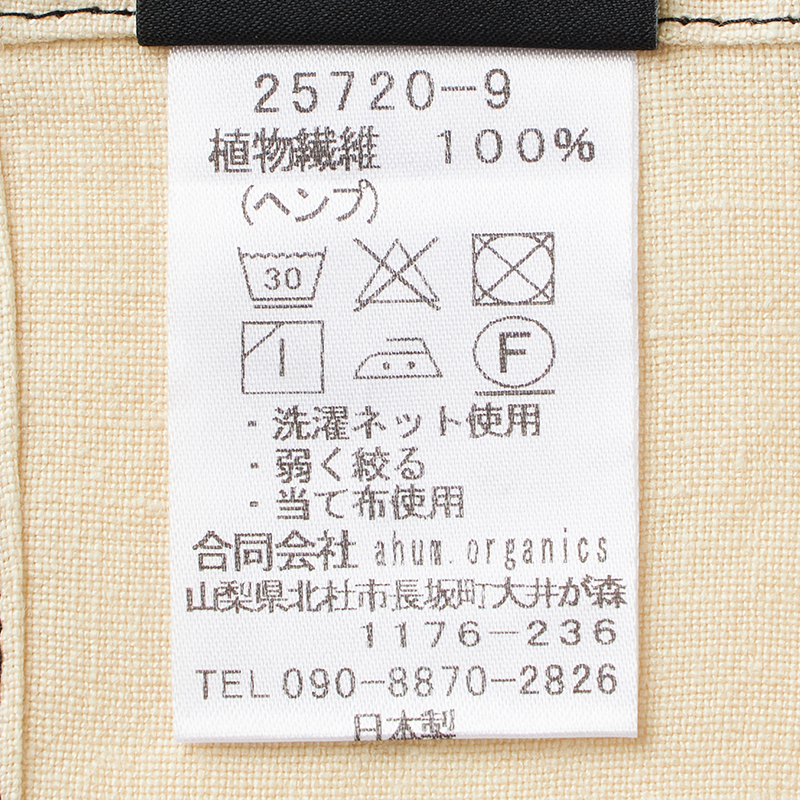 25720-9
植物繊維 100%
(ヘンプ)
30
F
・洗濯ネット使用
・弱く絞る
・当て布使用
合同会社 ahum.organics
山梨県北杜市長坂町大井が森
1176-236
TEL 090-8870-2826
日本製